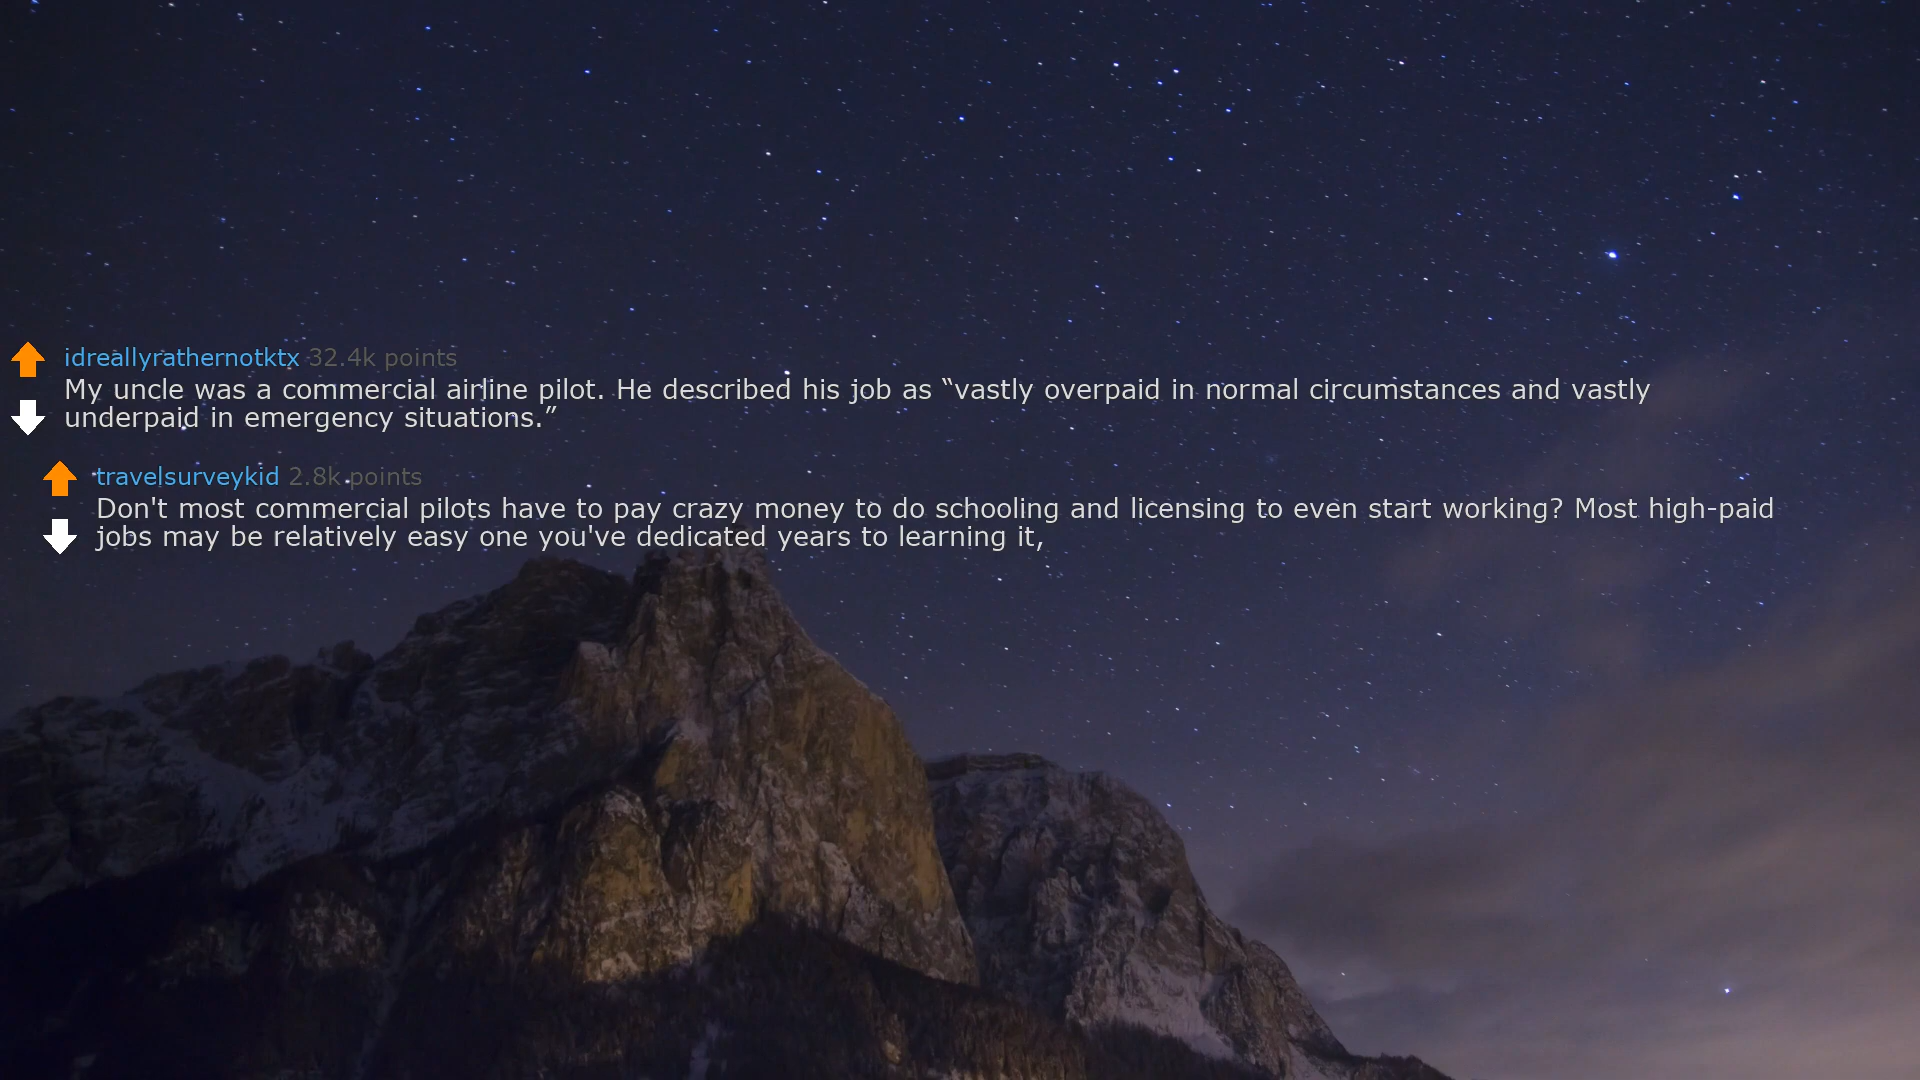 idreallyrathernotktx 32.4k points
My uncle was a commercial airline pilot. He described his job as “vastly overpaid in normal circumstances and vastly
underpaid in emergency situations.”
travelsurveykid 2.8k points
Don't most commercial pilots have to pay crazy money to do schooling and licensing to even start working? Most high-paid
jobs may be relatively easy one you've dedicated years to learning it,